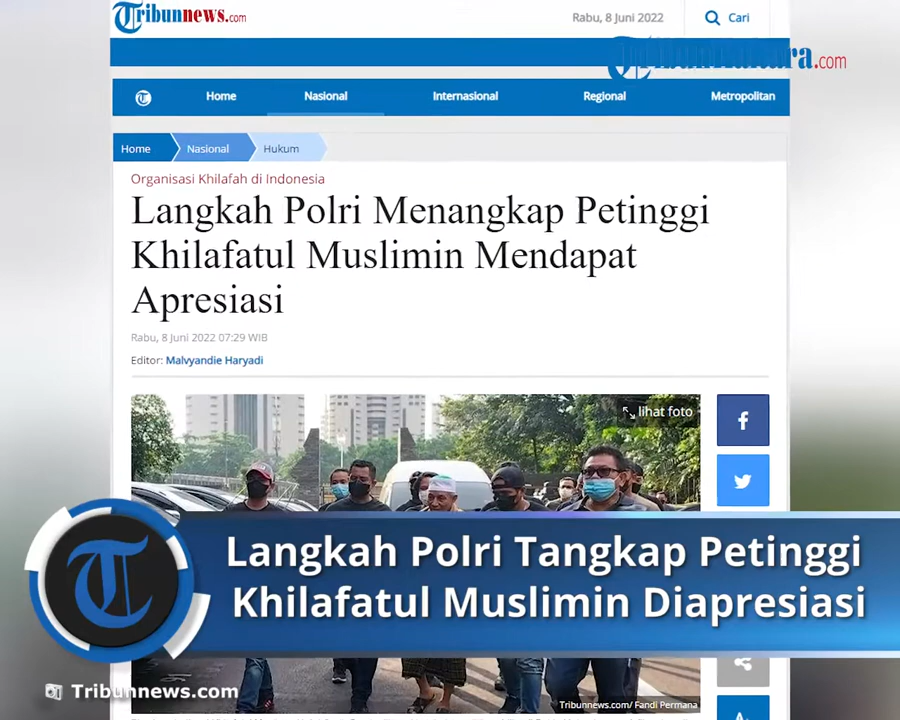 Tribunnews.com
Rabu, 8 Juni 2022
Cari
.com
Home
Nasional
Internasional
Regional
Metropolitan
Home
Nasional
Hukum
Organisasi Khilafah di Indonesia
Langkah Polri Menangkap Petinggi
Khilafatul Muslimin Mendapat
Apresiasi
Rabu, 8 Juni 2022 07:29 WIB
Editor: Malvyandie Haryadi
lihat foto
Langkah Polri Tangkap Petinggi
Khilafatul Muslimin Diapresiasi
Tribunnews.com
Tribunnews.com/ Fandi Permana